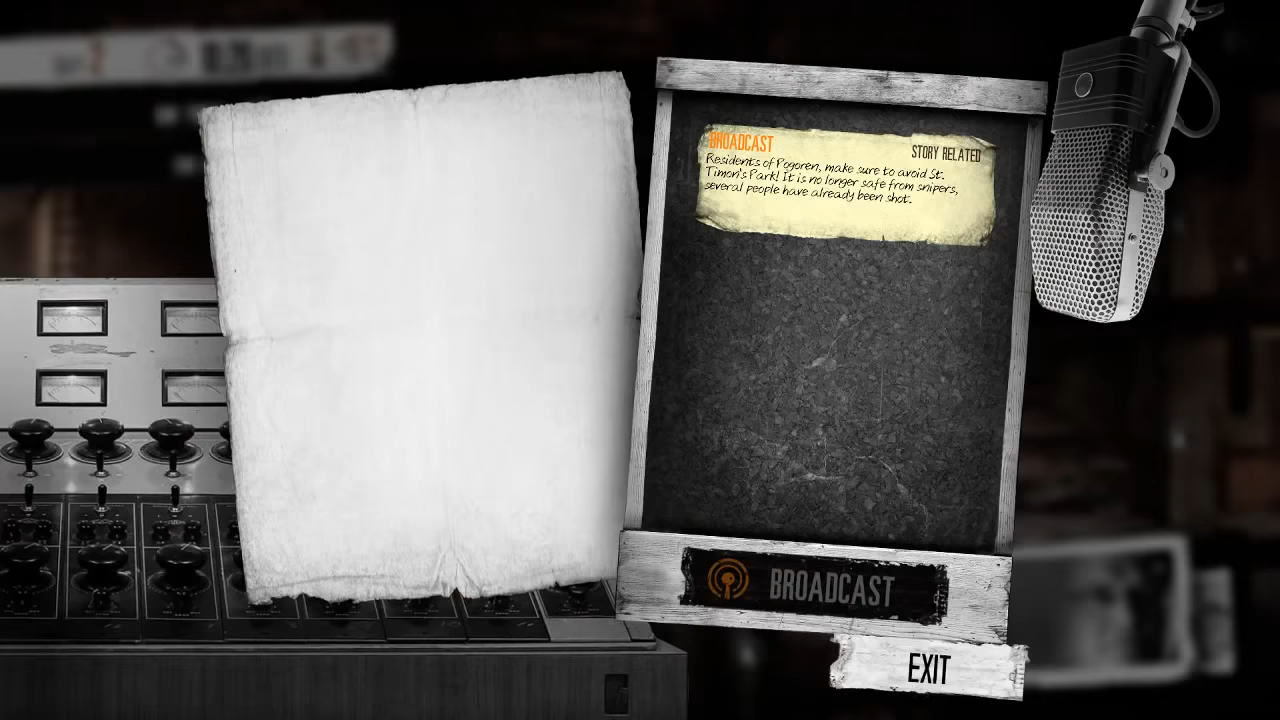 BROADCAST
STORY RELATED
Residents of Pogoren, make sure to avoid St.
Timon's Park! It is no longer safe from snipers,
several people have already been shot.
BROADCAST
EXIT